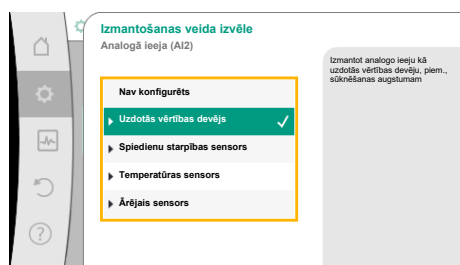 Izmantošanas veida izvēle
Analogā ieeja (AI2)
Nav konfigurēts
Uzdotās vērtības devējs
Spiedienu starpības sensors
Temperatūras sensors
Ārējais sensors
Izmantot analogo ieeju kā
uzdotās vērtības devēju, piem.,
sūknēšanas augstumam